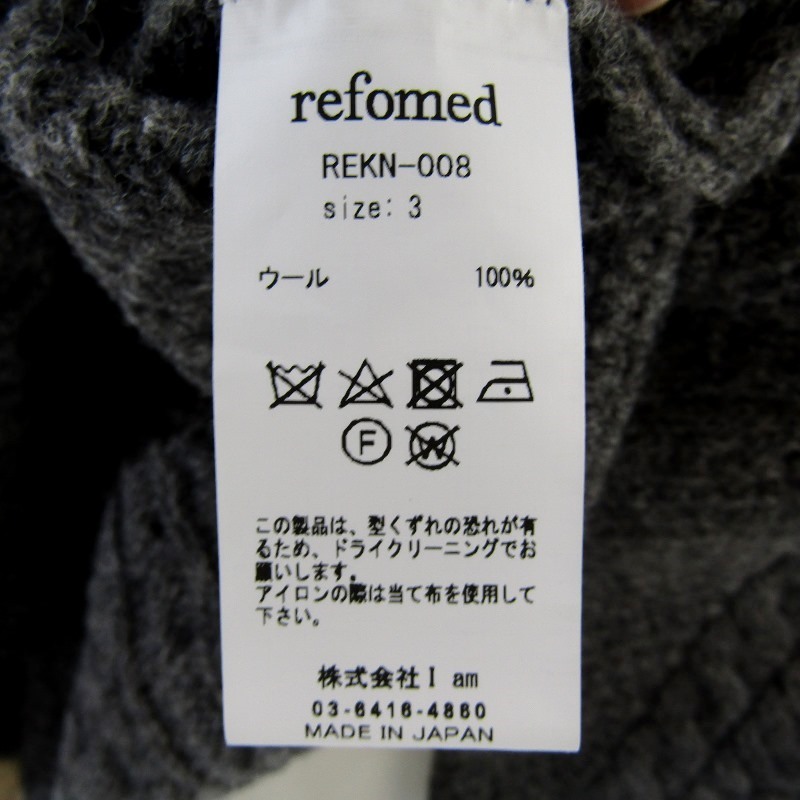 refomed
REKN-008
size: 3
ウール 100%
F
W
この製品は、型くずれの恐れが有
るため、ドライクリーニングでお
願いします。
アイロンの際は当て布を使用して
下さい。
株式会社I am
03-6416-4860
MADE IN JAPAN